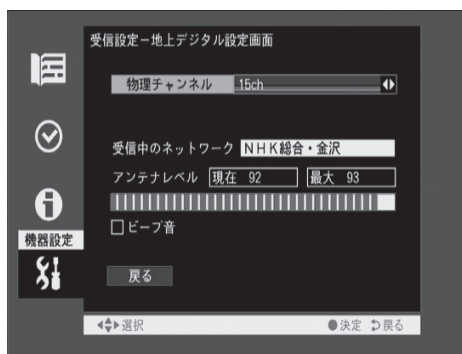 受信設定－地上デジタル設定画面
物理チャンネル 15ch
受信中のネットワーク NHK総合・金沢
アンテナレベル 現在 92 最大 93
ビープ音
機器設定
戻る
選択 決定 戻る